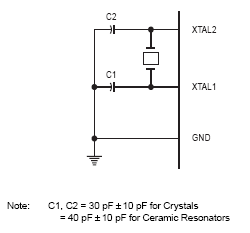 C2
XTAL2
C1
XTAL1
GND
Note: C1, C2 = 30 pF ± 10 pF for Crystals
= 40 pF ± 10 pF for Ceramic Resonators